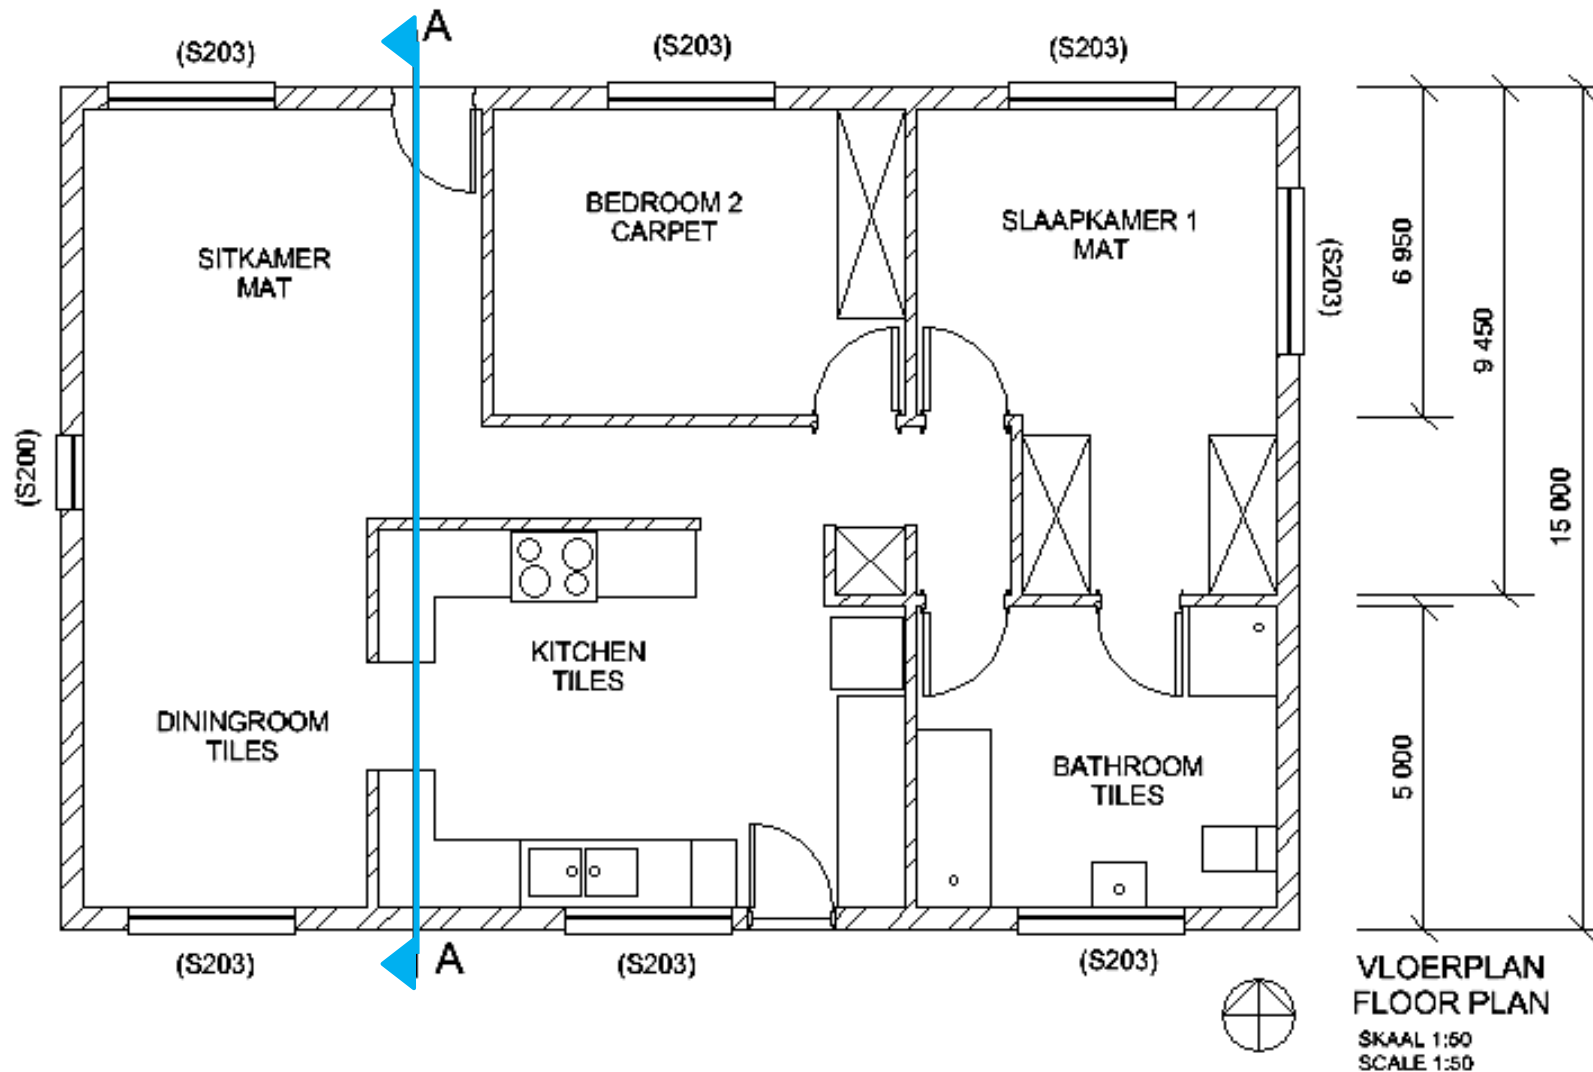 A
(S203)
(S203)
(S203)
BEDROOM 2
CARPET
SLAAPKAMER 1
MAT
SITKAMER
MAT
(S203)
6 950
9 450
15 000
(S200)
KITCHEN
TILES
DININGROOM
TILES
BATHROOM
TILES
5 000
(S203)
A
(S203)
(S203)
VLOERPLAN
FLOOR PLAN
SKAAL 1:50
SCALE 1:50